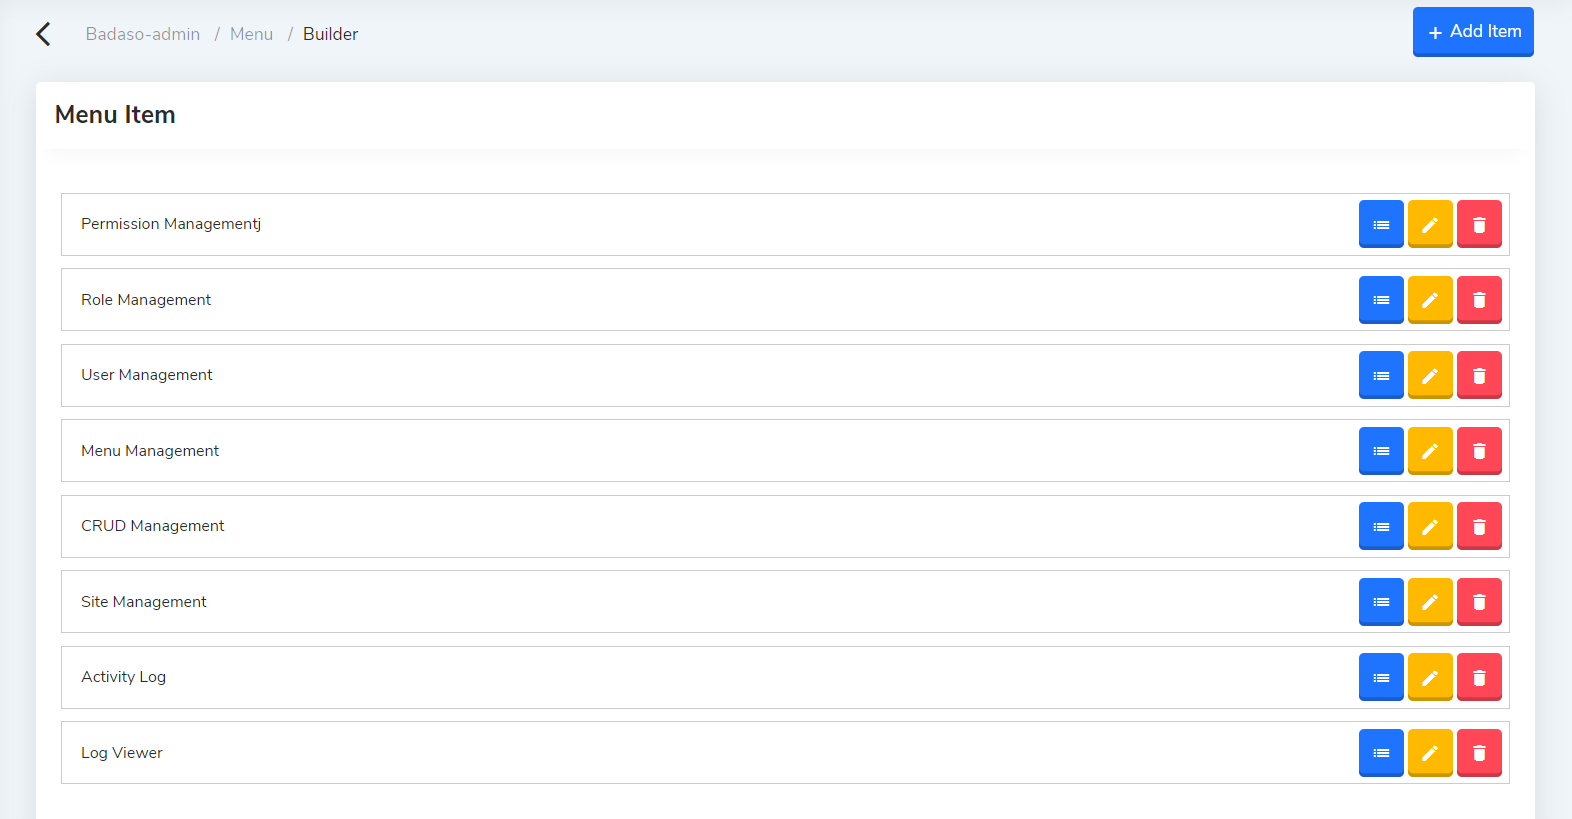 Badaso-admin / Menu / Builder
+ Add Item
Menu Item
Permission Managementj
Role Management
User Management
Menu Management
CRUD Management
Site Management
Activity Log
Log Viewer